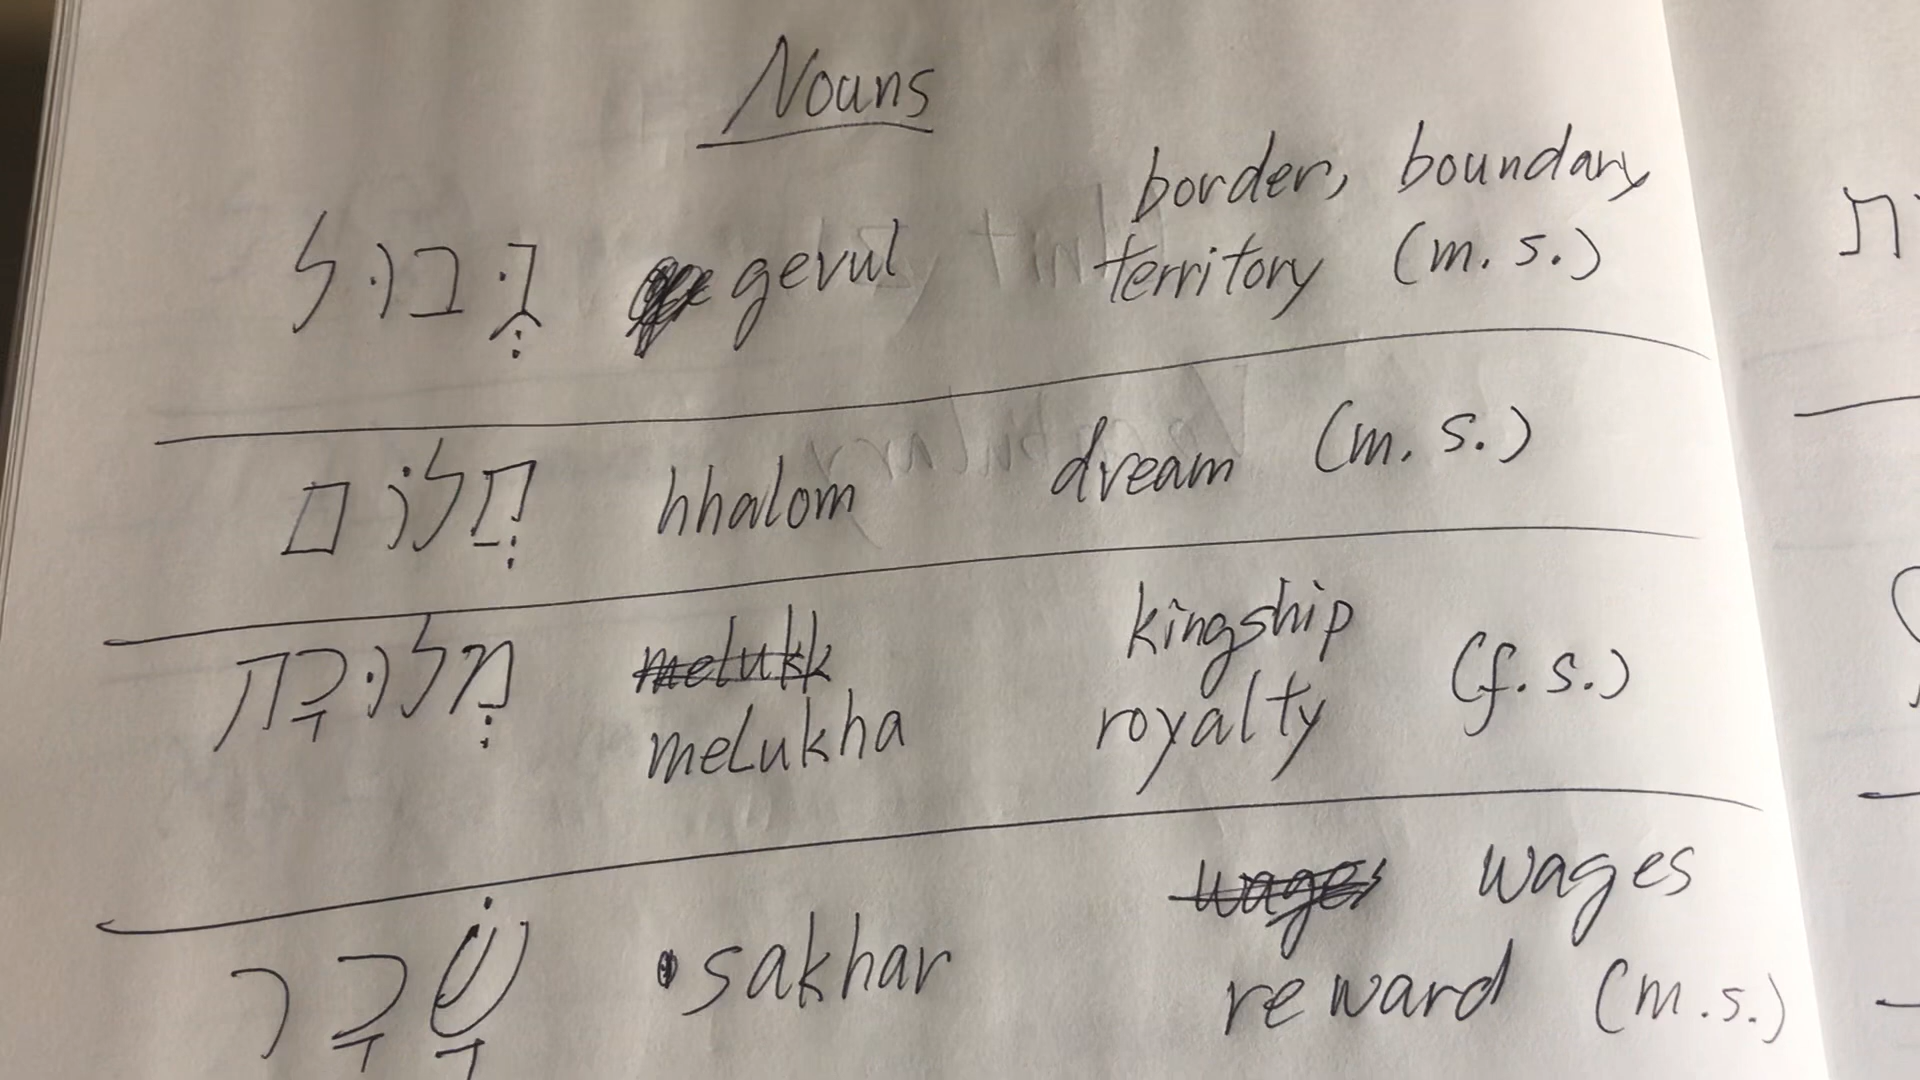 Nouns
border, boundary
גְּבוּל gevul territory (m. s.)
חֲלוֹם hhalom dream (m. s.)
melukk kingship
מְלוּכָה melukha royalty (f. s.)
wages wages
שָׂכָר sakhar reward (m.s.)